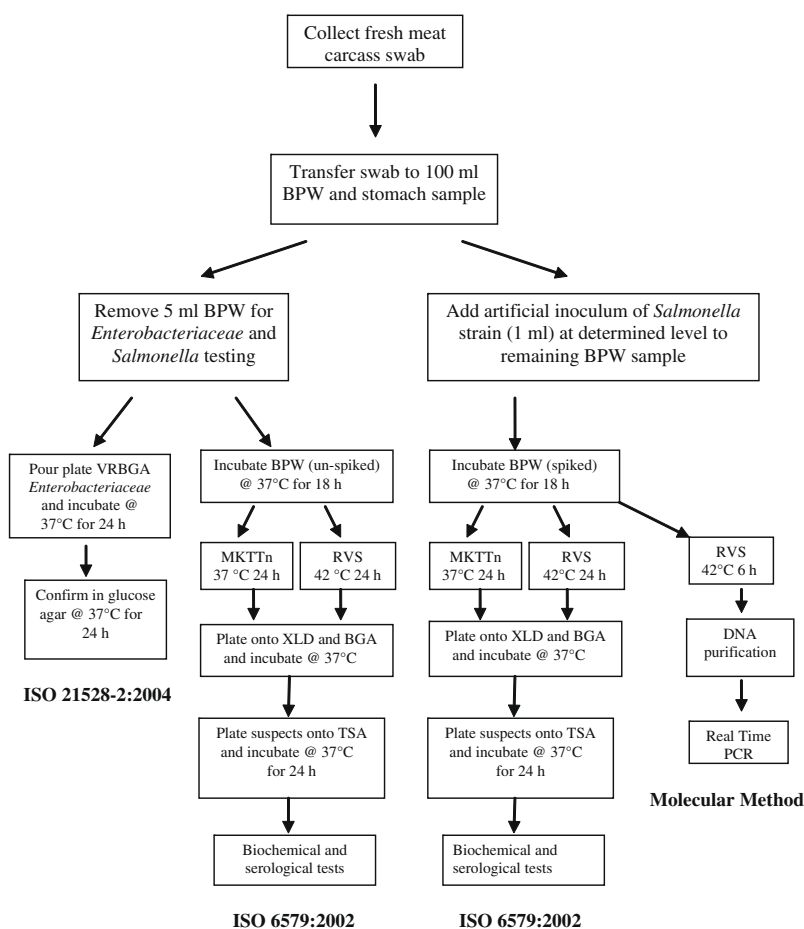 Collect fresh meat
carcass swab
Transfer swab to 100 ml
BPW and stomach sample
Remove 5 ml BPW for
Enterobacteriaceae and
Salmonella testing
Add artificial inoculum of Salmonella
strain (1 ml) at determined level to
remaining BPW sample
Pour plate VRBGA
Enterobacteriaceae
and incubate @
37°C for 24 h
Incubate BPW (un-spiked)
@ 37°C for 18 h
Incubate BPW (spiked)
@ 37°C for 18 h
MKTTn
37 °C 24 h
RVS
42 °C 24 h
MKTTn
37°C 24 h
RVS
42°C 24 h
RVS
42°C 6 h
Confirm in glucose
agar @ 37°C for
24 h
ISO 21528-2:2004
Plate onto XLD and BGA
and incubate @ 37°C
Plate onto XLD and BGA
and incubate @ 37°C
DNA
purification
Plate suspects onto TSA
and incubate @ 37°C
for 24 h
Plate suspects onto TSA
and incubate @ 37°C
for 24 h
Real Time
PCR
Molecular Method
Biochemical and
serological tests
Biochemical and
serological tests
ISO 6579:2002
ISO 6579:2002